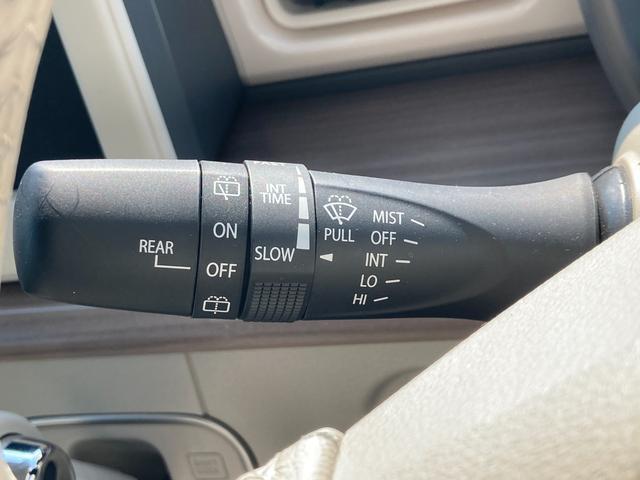 REAR
ON
OFF
INT
TIME
SLOW
PULL
MIST
OFF
INT
LO
HI